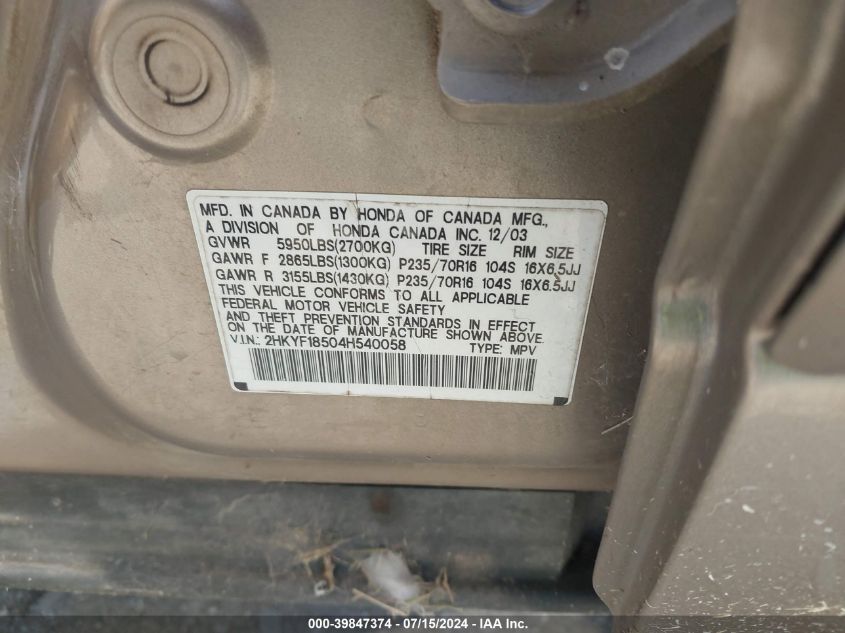 MFD. IN CANADA BY HONDA OF CANADA MFG.,
A DIVISION OF HONDA CANADA INC. 12/03
GVWR 5950LBS(2700KG) TIRE SIZE RIM SIZE
GAWR F 2865LBS(1300KG) P235/70R16 104S 16X6.5JJ
GAWR R 3155LBS(1430KG) P235/70R16 104S 16X6.5JJ
THIS VEHICLE CONFORMS TO ALL APPLICABLE
FEDERAL MOTOR VEHICLE SAFETY
AND THEFT PREVENTION STANDARDS IN EFFECT
ON THE DATE OF MANUFACTURE SHOWN ABOVE.
V.I.N.: 2HKYF18504H540058 TYPE: MPV
000-39847374 - 07/15/2024 - IAA Inc.